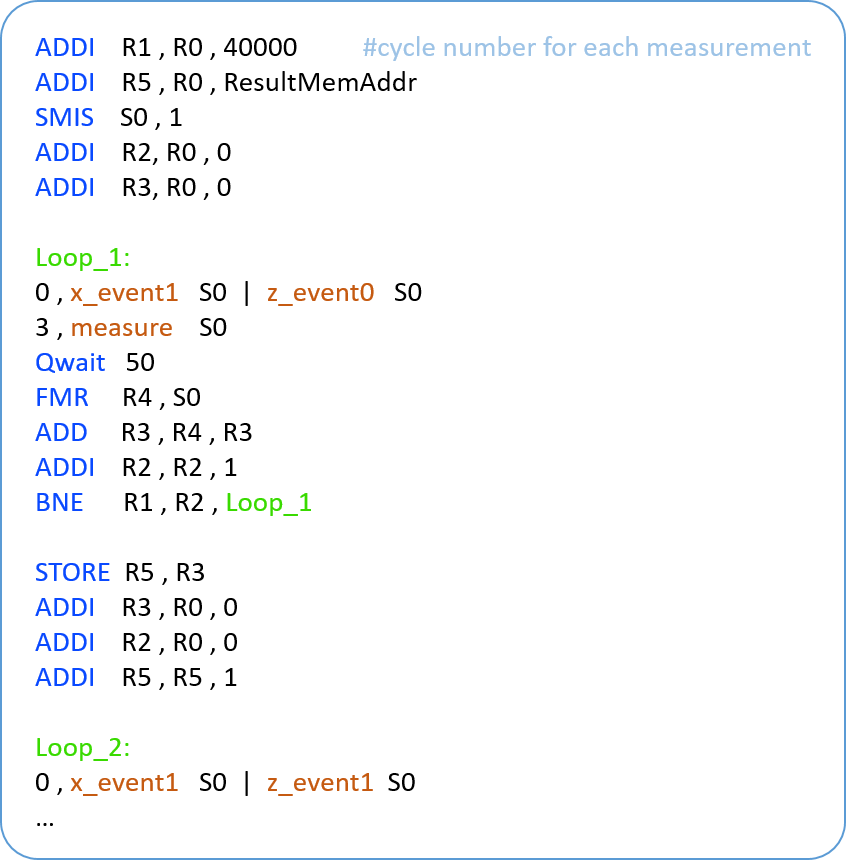 ADDI R1 , R0 , 40000 #cycle number for each measurement
ADDI R5 , R0 , ResultMemAddr
SMIS S0 , 1
ADDI R2, R0 , 0
ADDI R3, R0 , 0
Loop_1:
0 , x_event1 S0 | z_event0 S0
3 , measure S0
Qwait 50
FMR R4 , S0
ADD R3 , R4 , R3
ADDI R2 , R2 , 1
BNE R1 , R2 , Loop_1
STORE R5 , R3
ADDI R3 , R0 , 0
ADDI R2 , R0 , 0
ADDI R5 , R5 , 1
Loop_2:
0 , x_event1 S0 | z_event1 S0
...